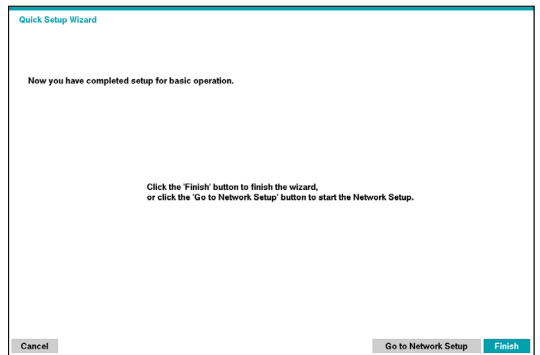 Quick Setup Wizard
Now you have completed setup for basic operation.
Click the 'Finish' button to finish the wizard,
or click the 'Go to Network Setup' button to start the Network Setup.
Cancel
Go to Network Setup
Finish